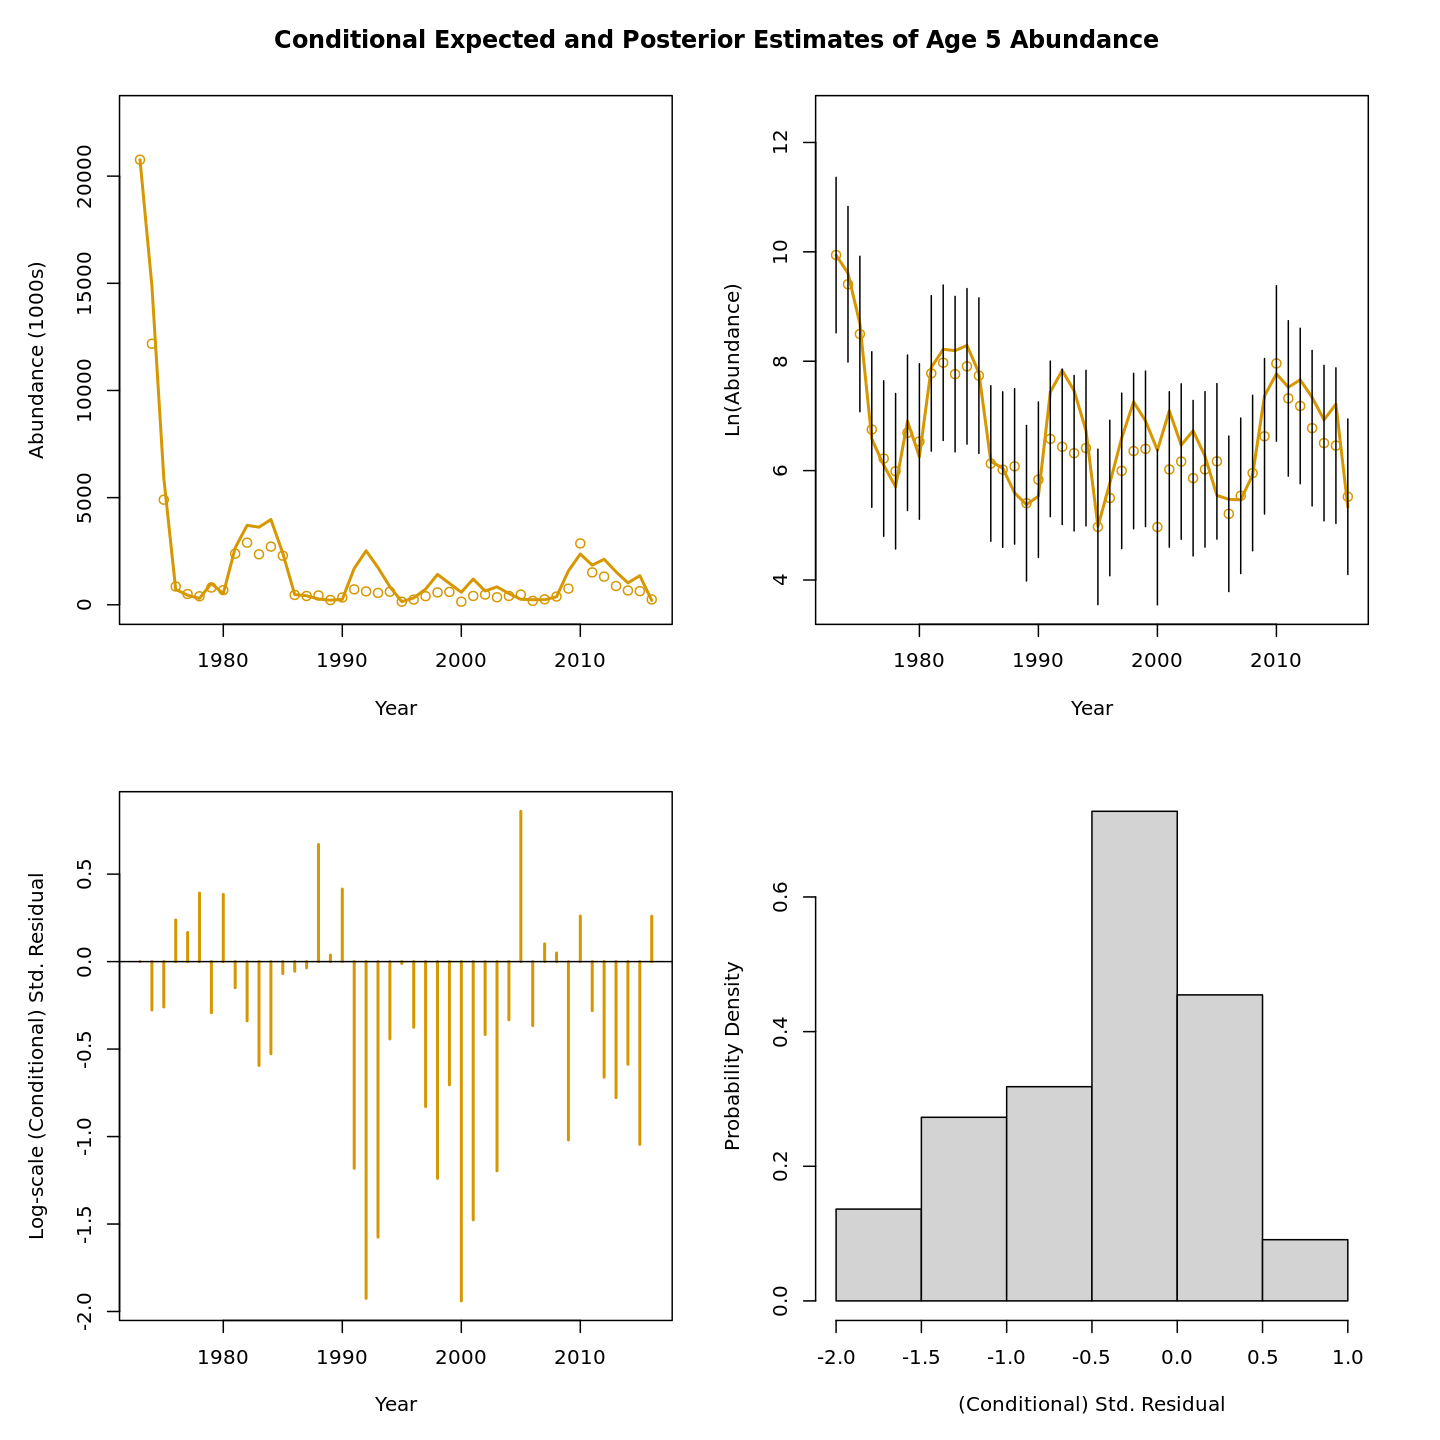 Conditional Expected and Posterior Estimates of Age 5 Abundance
Abundance (1000s)
20000
15000
10000
5000
0
1980 1990 2000 2010
Year
Ln(Abundance)
12
10
8
6
4
1980 1990 2000 2010
Year
Log-scale (Conditional) Std. Residual
0.5
0.0
-0.5
-1.0
-1.5
-2.0
1980 1990 2000 2010
Year
Probability Density
0.6
0.4
0.2
0.0
-2.0 -1.5 -1.0 -0.5 0.0 0.5 1.0
(Conditional) Std. Residual